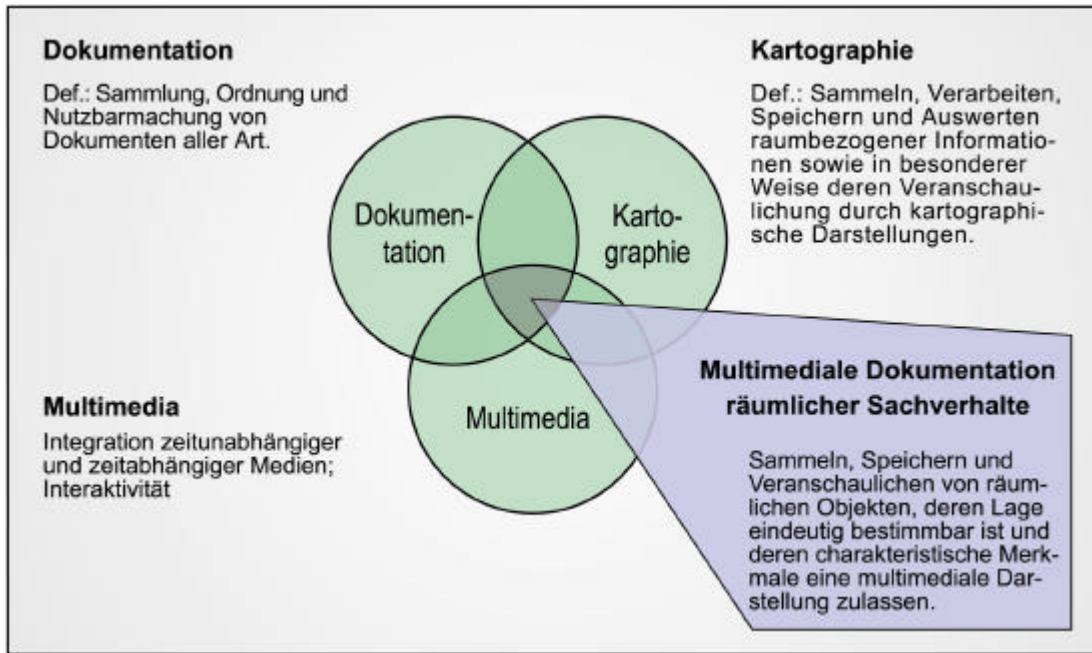 Dokumentation
Def.: Sammlung, Ordnung und
Nutzbarmachung von
Dokumenten aller Art.
Kartographie
Def.: Sammeln, Verarbeiten,
Speichern und Auswerten
raumbezogener Informatio-
nen sowie in besonderer
Weise deren Veranschau-
lichung durch kartographi-
sche Darstellungen.
Dokumen-
tation
Karto-
graphie
Multimedia
Multimedia
Integration zeitunabhängiger
und zeitabhängiger Medien;
Interaktivität
Multimediale Dokumentation
räumlicher Sachverhalte
Sammeln, Speichern und
Veranschaulichen von räum-
lichen Objekten, deren Lage
eindeutig bestimmbar ist und
deren charakteristische Merk-
male eine multimediale Dar-
stellung zulassen.